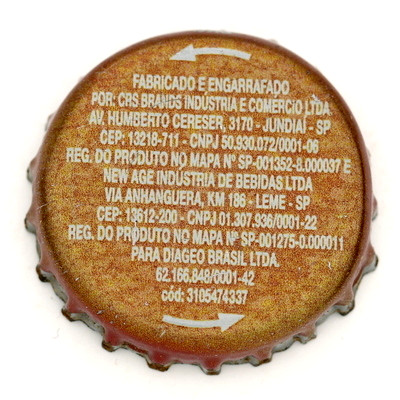 FABRICADO E ENGARRAFADO
POR: CRS BRANDS INDÚSTRIA E COMÉRCIO LTDA
AV. HUMBERTO CERESER, 3170 - JUNDIAÍ - SP
CEP: 13218-711 - CNPJ 50.930.072/0001-06
REG. DO PRODUTO NO MAPA Nº SP-001352-8.000037 E
NEW AGE INDÚSTRIA DE BEBIDAS LTDA
VIA ANHANGUERA, KM 186 - LEME - SP
CEP: 13612-200 - CNPJ 01.307.936/0001-22
REG. DO PRODUTO NO MAPA Nº SP-001275-0.000011
PARA DIAGEO BRASIL LTDA.
62.166.848/0001-42
cód: 3105474337